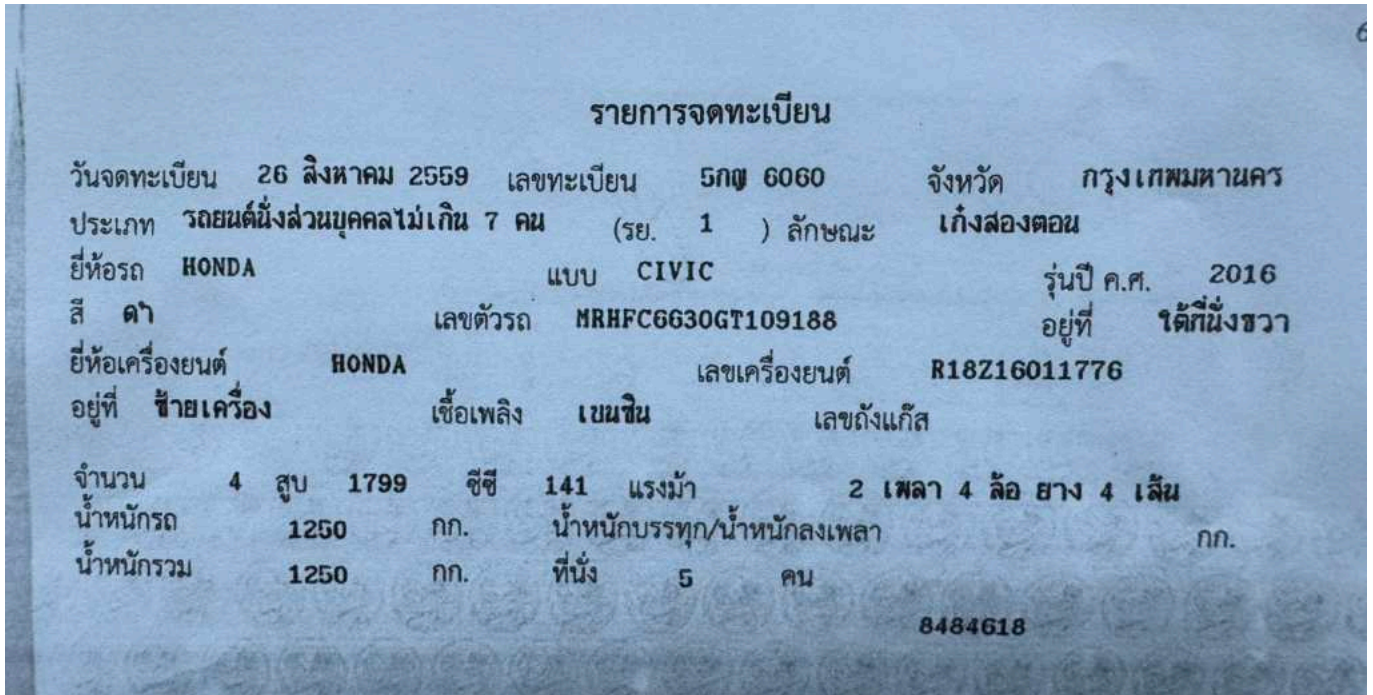 6
รายการจดทะเบียน
วันจดทะเบียน 26 สิงหาคม 2559 เลขทะเบียน 5กญ 6060 จังหวัด กรุงเทพมหานคร
ประเภท รถยนต์นั่งส่วนบุคคลไม่เกิน 7 คน (รย. 1 ) ลักษณะ เก๋งสองตอน
ยี่ห้อรถ HONDA แบบ CIVIC รุ่นปี ค.ศ. 2016
สี ดำ เลขตัวรถ MRHFC6630GT109188 อยู่ที่ ใต้ที่นั่งขวา
ยี่ห้อเครื่องยนต์ HONDA เลขเครื่องยนต์ R18Z16011776
อยู่ที่ ซ้ายเครื่อง เชื้อเพลิง เบนซิน เลขถังแก๊ส
จำนวน 4 สูบ 1799 ซีซี 141 แรงม้า 2 เพลา 4 ล้อ ยาง 4 เส้น
น้ำหนักรถ 1250 กก. น้ำหนักบรรทุก/น้ำหนักลงเพลา กก.
น้ำหนักรวม 1250 กก. ที่นั่ง 5 คน
8484618